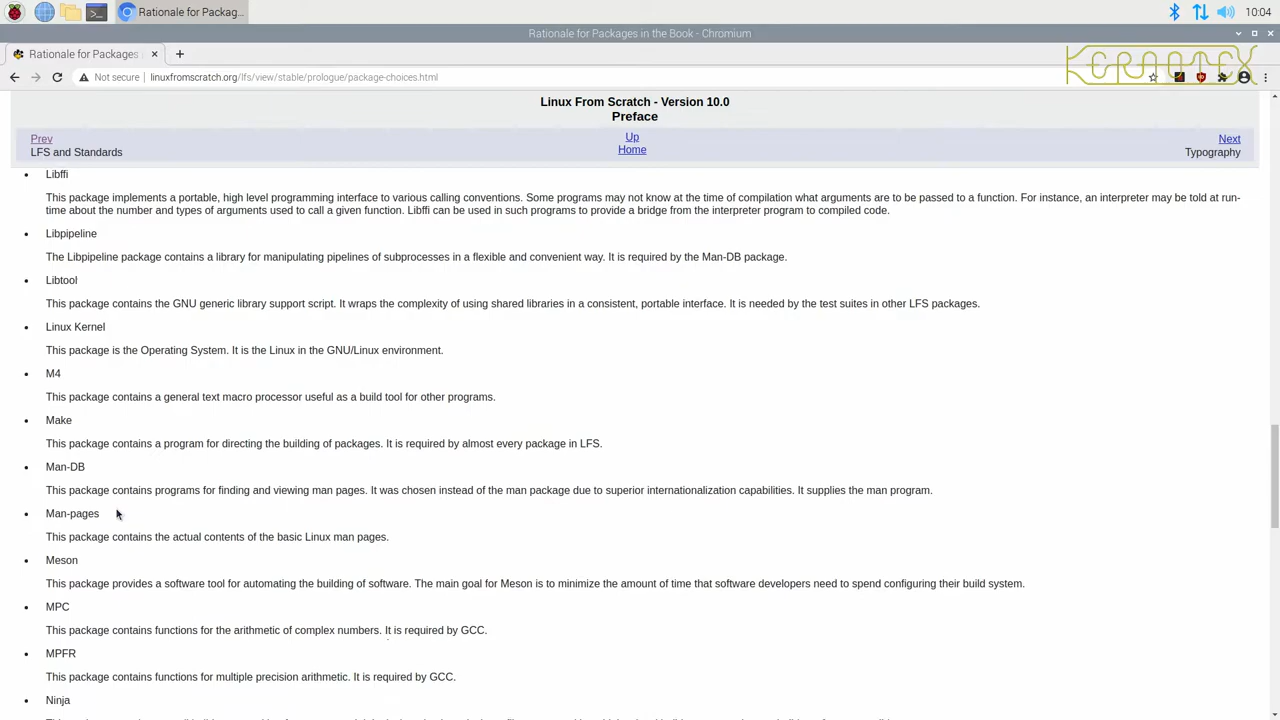 Rationale for Packag...
10:04
Rationale for Packages in the Book - Chromium
Rationale for Packages
KERNOTEX
Not secure
linuxfromscratch.org/lfs/view/stable/prologue/package-choices.html
Linux From Scratch - Version 10.0
Preface
Prev
Up
Next
LFS and Standards
Home
Typography
Libffi
This package implements a portable, high level programming interface to various calling conventions. Some programs may not know at the time of compilation what arguments are to be passed to a function. For instance, an interpreter may be told at run-
time about the number and types of arguments used to call a given function. Libffi can be used in such programs to provide a bridge from the interpreter program to compiled code.
Libpipeline
The Libpipeline package contains a library for manipulating pipelines of subprocesses in a flexible and convenient way. It is required by the Man-DB package.
Libtool
This package contains the GNU generic library support script. It wraps the complexity of using shared libraries in a consistent, portable interface. It is needed by the test suites in other LFS packages.
Linux Kernel
This package is the Operating System. It is the Linux in the GNU/Linux environment.
M4
This package contains a general text macro processor useful as a build tool for other programs.
Make
This package contains a program for directing the building of packages. It is required by almost every package in LFS.
Man-DB
This package contains programs for finding and viewing man pages. It was chosen instead of the man package due to superior internationalization capabilities. It supplies the man program.
Man-pages
This package contains the actual contents of the basic Linux man pages.
Meson
This package provides a software tool for automating the building of software. The main goal for Meson is to minimize the amount of time that software developers need to spend configuring their build system.
MPC
This package contains functions for the arithmetic of complex numbers. It is required by GCC.
MPFR
This package contains functions for multiple precision arithmetic. It is required by GCC.
Ninja